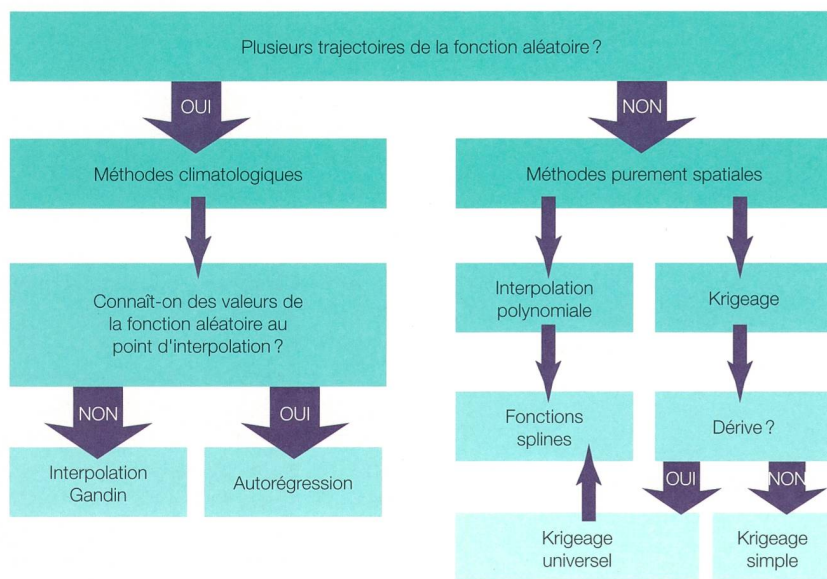 Plusieurs trajectoires de la fonction aléatoire ?
OUI
NON
Méthodes climatologiques
Méthodes purement spatiales
Connaît-on des valeurs de
la fonction aléatoire au
point d'interpolation ?
Interpolation
polynomiale
Krigeage
NON
OUI
Fonctions
splines
Dérive ?
Interpolation
Gandin
Autorégression
OUI
NON
Krigeage
universel
Krigeage
simple